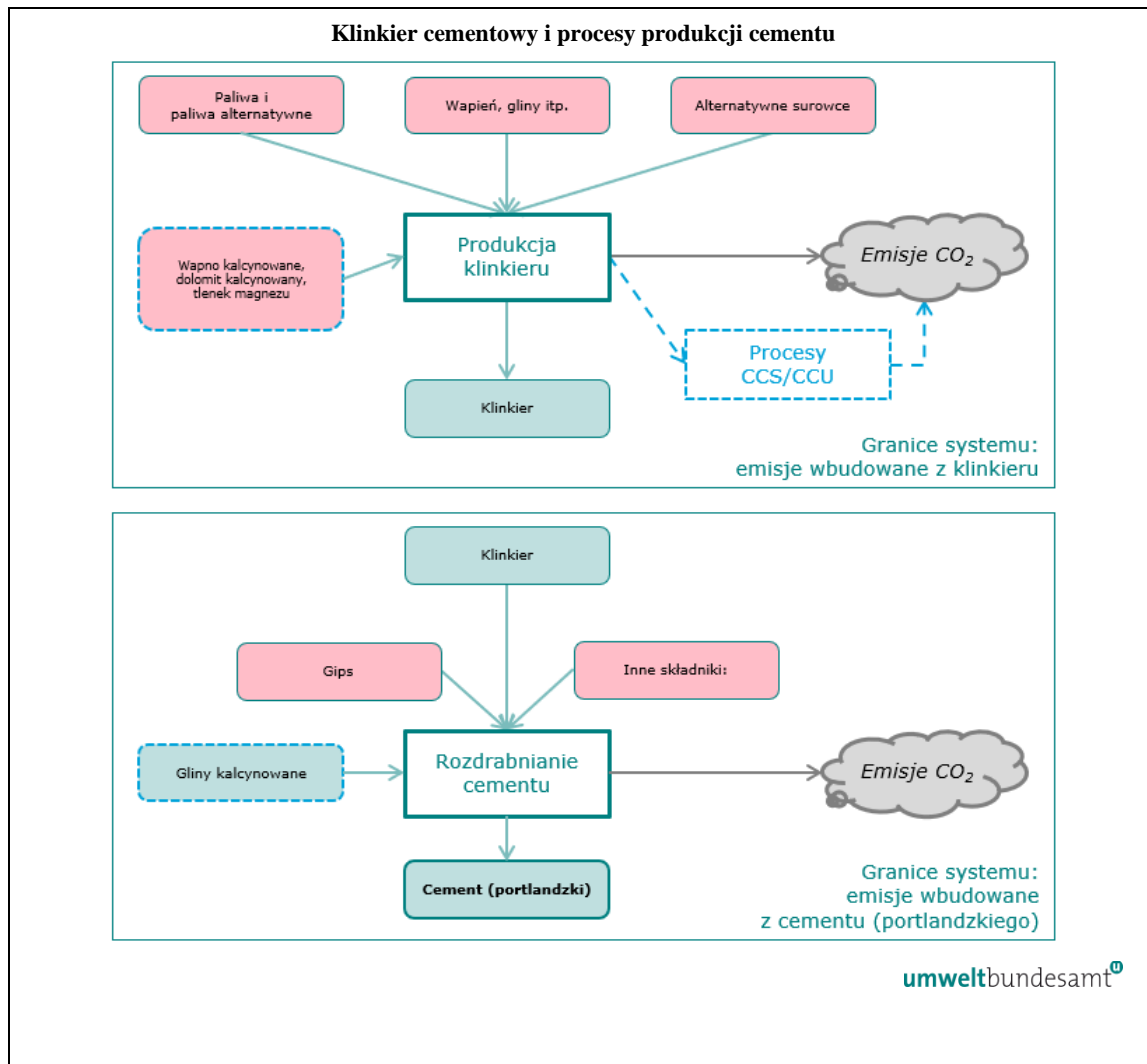 Klinkier cementowy i procesy produkcji cementu
Paliwa i
paliwa alternatywne
Wapień, gliny itp.
Alternatywne surowce
Wapno kalcynowane,
dolomit kalcynowany,
tlenek magnezu
Produkcja
klinkieru
Emisje CO₂
Procesy
CCS/CCU
Klinkier
Granice systemu:
emisje wbudowane z klinkieru
Klinkier
Gips
Inne składniki:
Gliny kalcynowane
Rozdrabnianie
cementu
Emisje CO₂
Cement (portlandzki)
Granice systemu:
emisje wbudowane
z cementu (portlandzkiego)
umweltbundesamt U